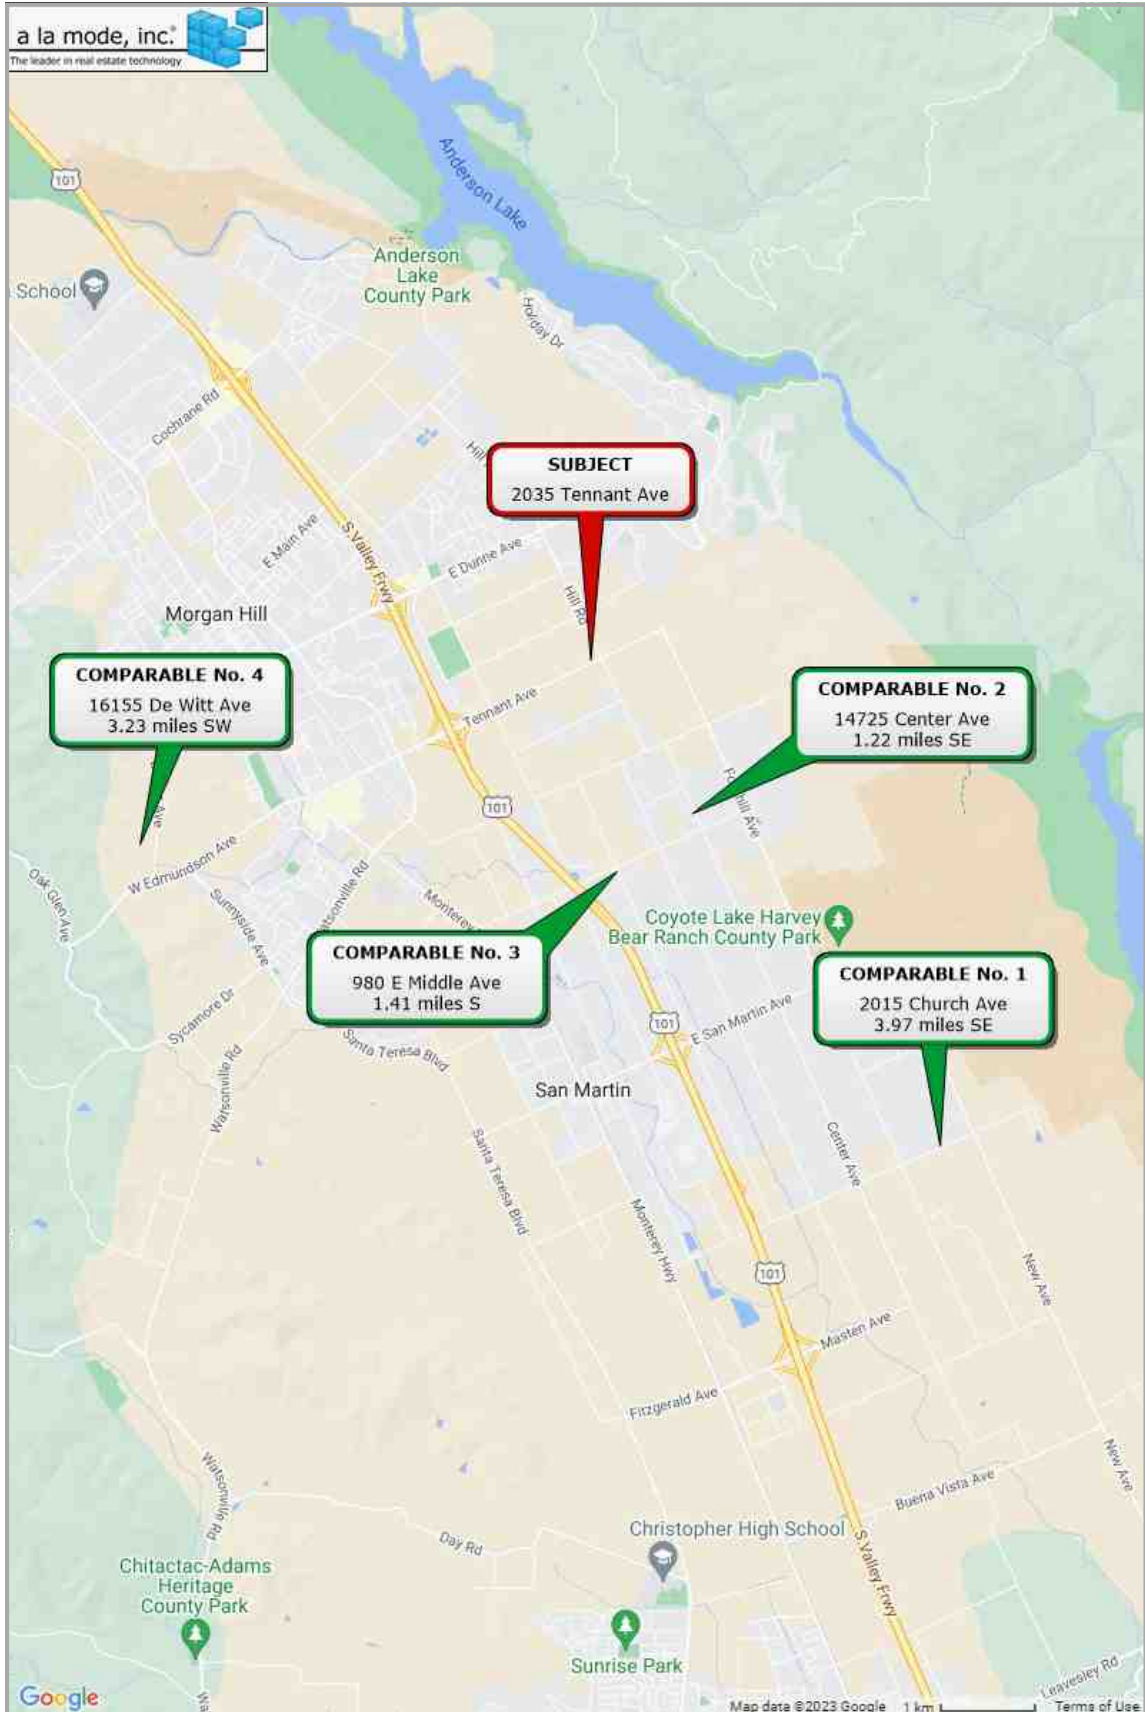 a la mode, inc.®
The leader in real estate technology
101
Anderson Lake
Anderson
Lake
County Park
School
Holiday Dr
Cochrane Rd
Hill
SUBJECT
2035 Tennant Ave
E Main Ave
S Valley Frwy
E Dunne Ave
Hill Rd
Morgan Hill
COMPARABLE No. 4
16155 De Witt Ave
3.23 miles SW
COMPARABLE No. 2
14725 Center Ave
1.22 miles SE
Tennant Ave
Ave
101
Foothill Ave
W Edmundson Ave
Oak Glen Ave
Sunnyside Ave
Watsonville Rd
Monterey
Coyote Lake Harvey
Bear Ranch County Park
COMPARABLE No. 3
980 E Middle Ave
1.41 miles S
COMPARABLE No. 1
2015 Church Ave
3.97 miles SE
Sycamore Dr
101
E San Martin Ave
Santa Teresa Blvd
Watsonville Rd
San Martin
Santa Teresa Blvd
Center Ave
Monterey Hwy
101
New Ave
Masten Ave
Fitzgerald Ave
New Ave
Watsonville Rd
Buena Vista Ave
Day Rd
Christopher High School
S Valley Frwy
Chitactac-Adams
Heritage
County Park
Sunrise Park
Leavesley Rd
Google
Wa
Map data ©2023 Google 1 km Terms of Use